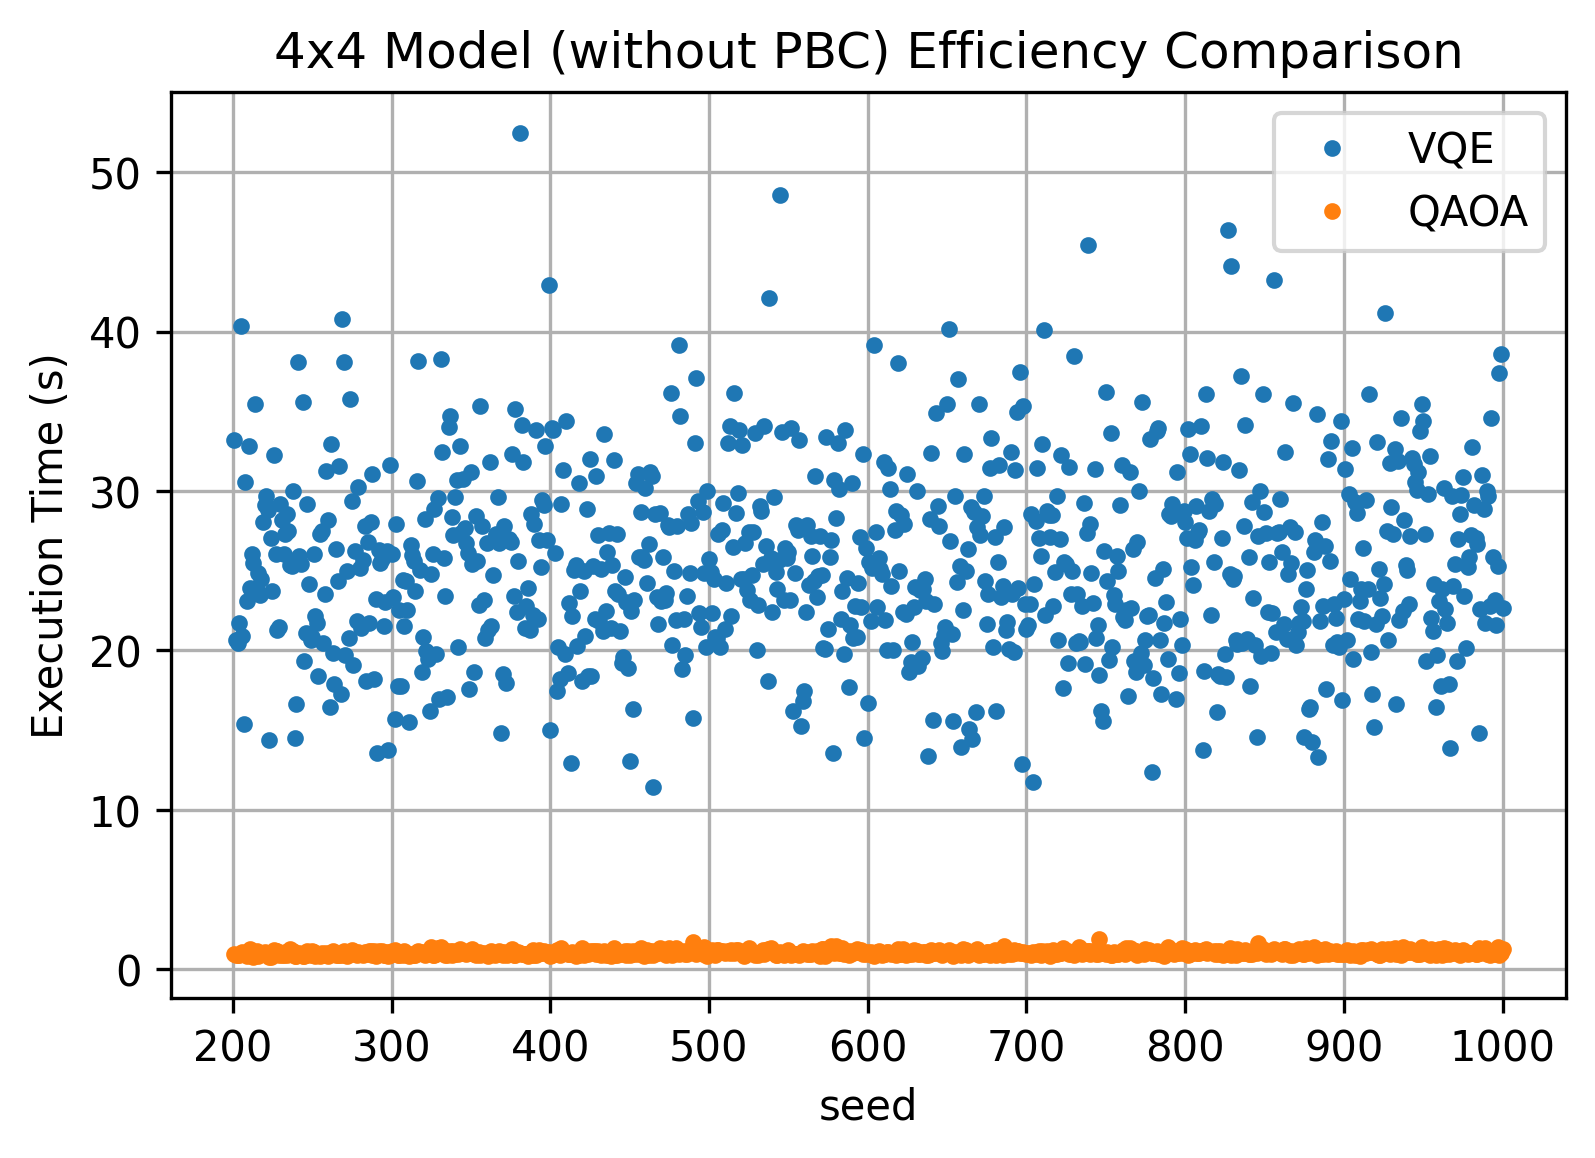 4x4 Model (without PBC) Efficiency Comparison
VQE
QAOA
Execution Time (s)
50
40
30
20
10
0
200 300 400 500 600 700 800 900 1000
seed